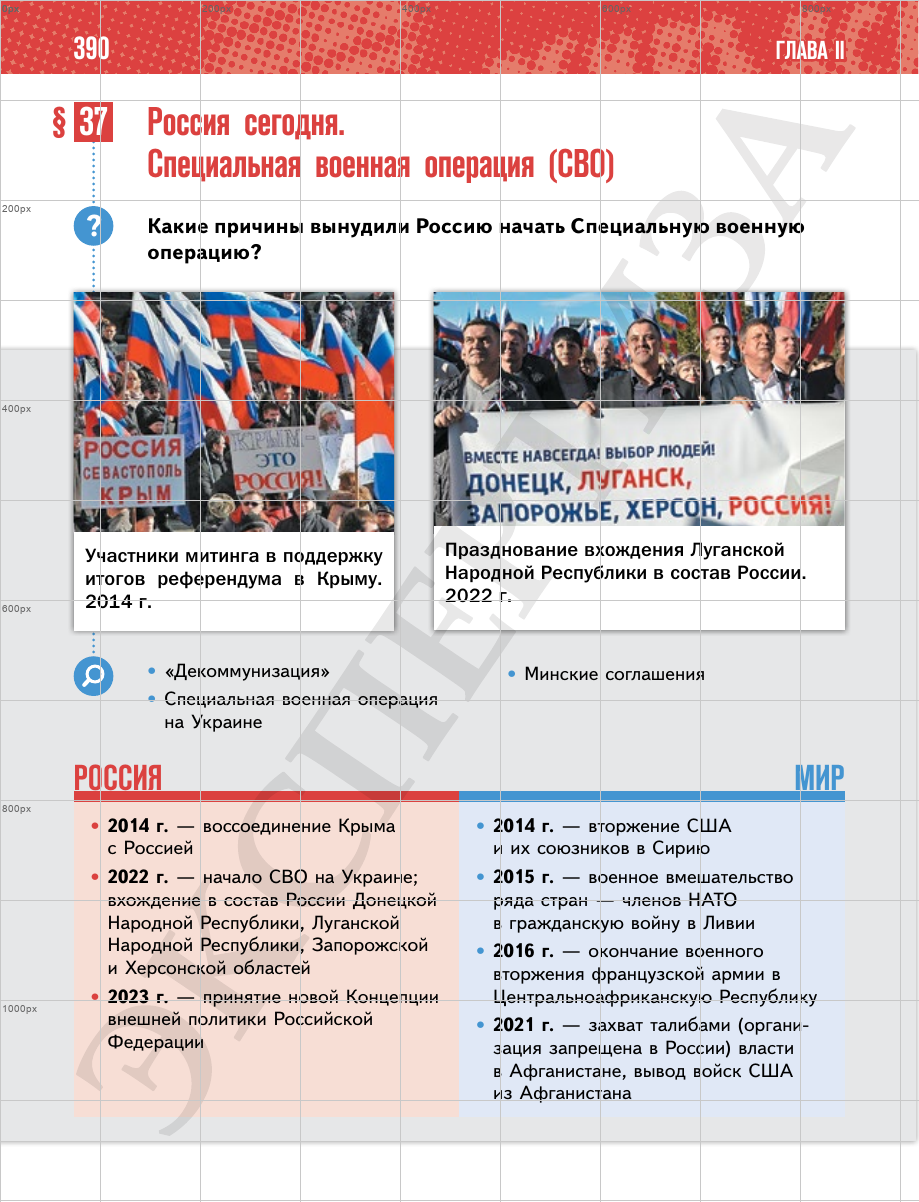 390
ГЛАВА II
§ 37
Россия сегодня.
Специальная военная операция (СВО)
?
Какие причины вынудили Россию начать Специальную военную
операцию?
РОССИЯ
СЕВАСТОПОЛЬ
КРЫМ
КРЫМ-
ЭТО
РОССИЯ!
ВМЕСТЕ НАВСЕГДА! ВЫБОР ЛЮДЕЙ!
ДОНЕЦК, ЛУГАНСК,
ЗАПОРОЖЬЕ, ХЕРСОН, РОССИЯ!
Участники митинга в поддержку
итогов референдума в Крыму.
2014 г.
Празднование вхождения Луганской
Народной Республики в состав России.
2022 г.
• «Декоммунизация»
• Специальная военная операция
на Украине
• Минские соглашения
РОССИЯ
• 2014 г. — воссоединение Крыма
с Россией
• 2022 г. — начало СВО на Украине;
вхождение в состав России Донецкой
Народной Республики, Луганской
Народной Республики, Запорожской
и Херсонской областей
• 2023 г. — принятие новой Концепции
внешней политики Российской
Федерации
МИР
• 2014 г. — вторжение США
и их союзников в Сирию
• 2015 г. — военное вмешательство
ряда стран — членов НАТО
в гражданскую войну в Ливии
• 2016 г. — окончание военного
вторжения французской армии в
Центральноафриканскую Республику
• 2021 г. — захват талибами (органи-
зация запрещена в России) власти
в Афганистане, вывод войск США
из Афганистана
ЭКСПЕРТИЗА
200px
400px
600px
800px
1000px